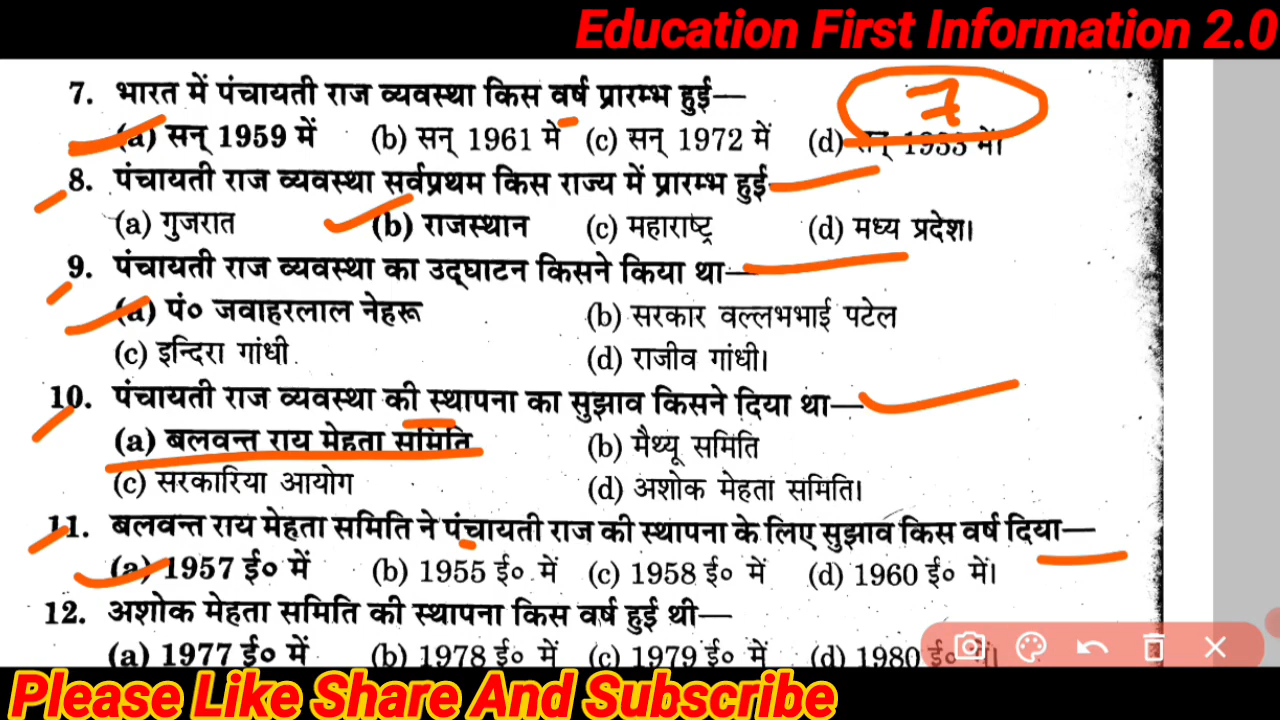 Education First Information 2.0
7. भारत में पंचायती राज व्यवस्था किस वर्ष प्रारम्भ हुई—
7
(a) सन् 1959 में (b) सन् 1961 में (c) सन् 1972 में (d) सन् 1953 में।
8. पंचायती राज व्यवस्था सर्वप्रथम किस राज्य में प्रारम्भ हुई
(a) गुजरात (b) राजस्थान (c) महाराष्ट्र (d) मध्य प्रदेश।
9. पंचायती राज व्यवस्था का उद्घाटन किसने किया था—
(a) पं० जवाहरलाल नेहरू (b) सरकार वल्लभभाई पटेल
(c) इन्दिरा गांधी (d) राजीव गांधी।
10. पंचायती राज व्यवस्था की स्थापना का सुझाव किसने दिया था—
(a) बलवन्त राय मेहता समिति (b) मैथ्यू समिति
(c) सरकारिया आयोग (d) अशोक मेहता समिति।
11. बलवन्त राय मेहता समिति ने पंचायती राज की स्थापना के लिए सुझाव किस वर्ष दिया—
(a) 1957 ई० में (b) 1955 ई० में (c) 1958 ई० में (d) 1960 ई० में।
12. अशोक मेहता समिति की स्थापना किस वर्ष हुई थी—
(a) 1977 ई० में (b) 1978 ई० में (c) 1979 ई० में (d) 1980 ई० में।
Please Like Share And Subscribe